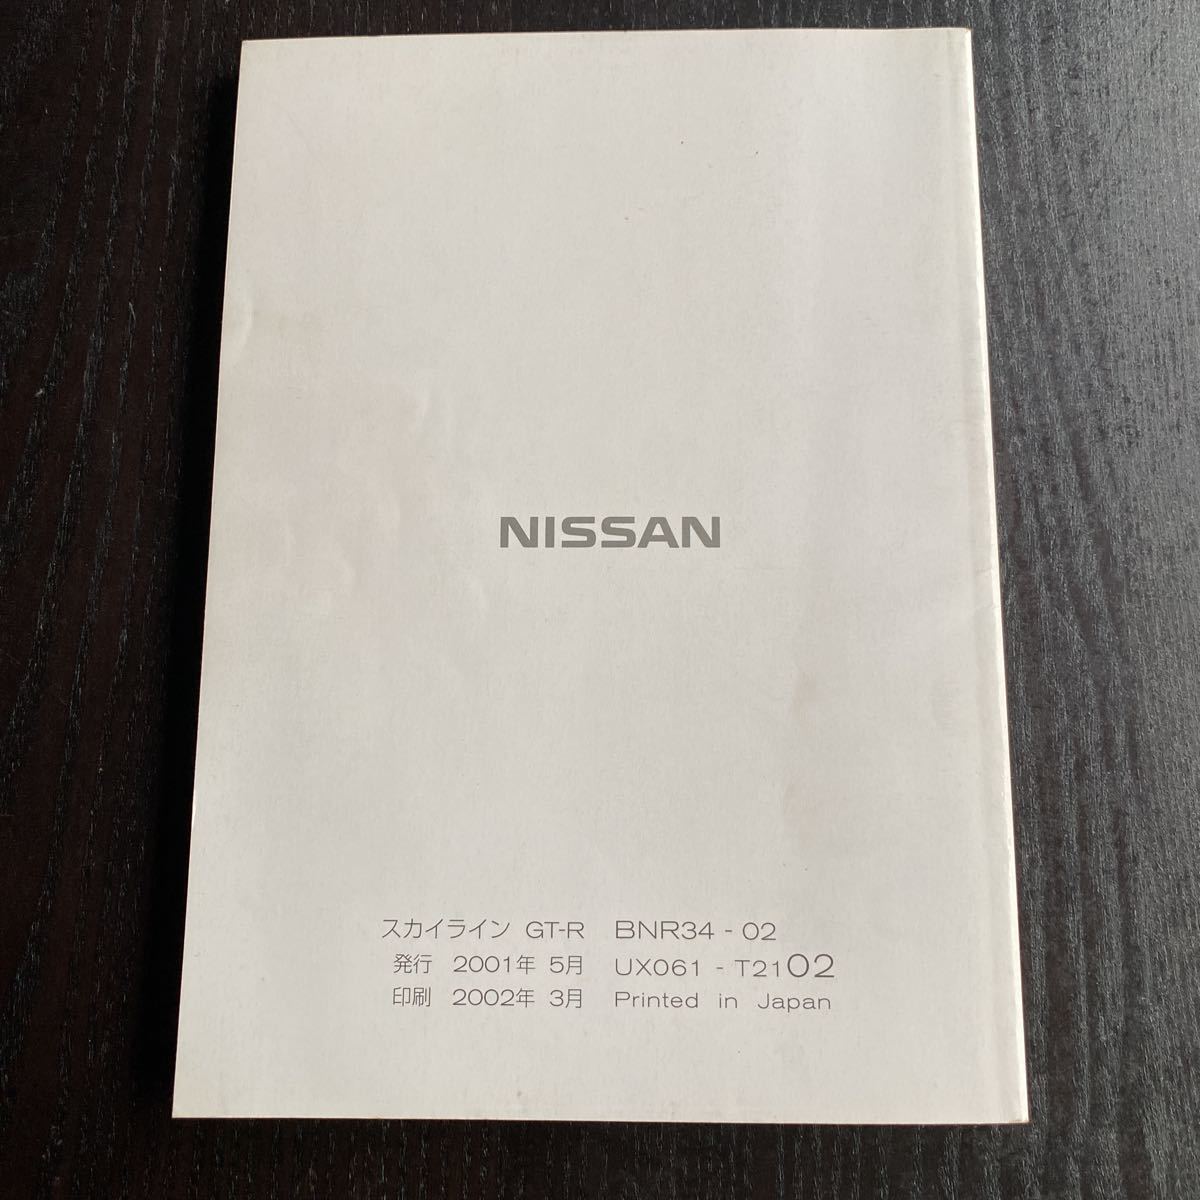 NISSAN
スカイライン GT-R BNR34 - 02
発行 2001年 5月 UX061 - T2102
印刷 2002年 3月 Printed in Japan